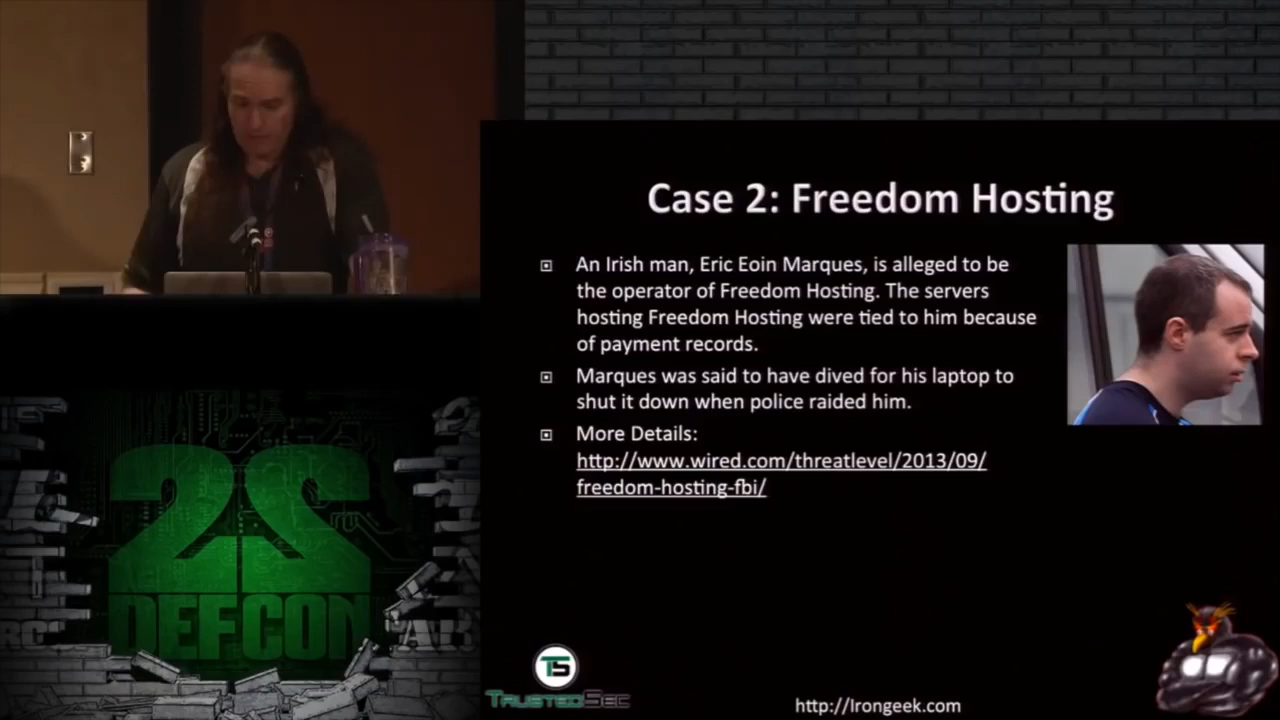 Case 2: Freedom Hosting
An Irish man, Eric Eoin Marques, is alleged to be
the operator of Freedom Hosting. The servers
hosting Freedom Hosting were tied to him because
of payment records.
Marques was said to have dived for his laptop to
shut it down when police raided him.
More Details:
http://www.wired.com/threatlevel/2013/09/
freedom-hosting-fbi/
22
DEFCON
TS
TRUSTEDSEC
http://Irongeek.com